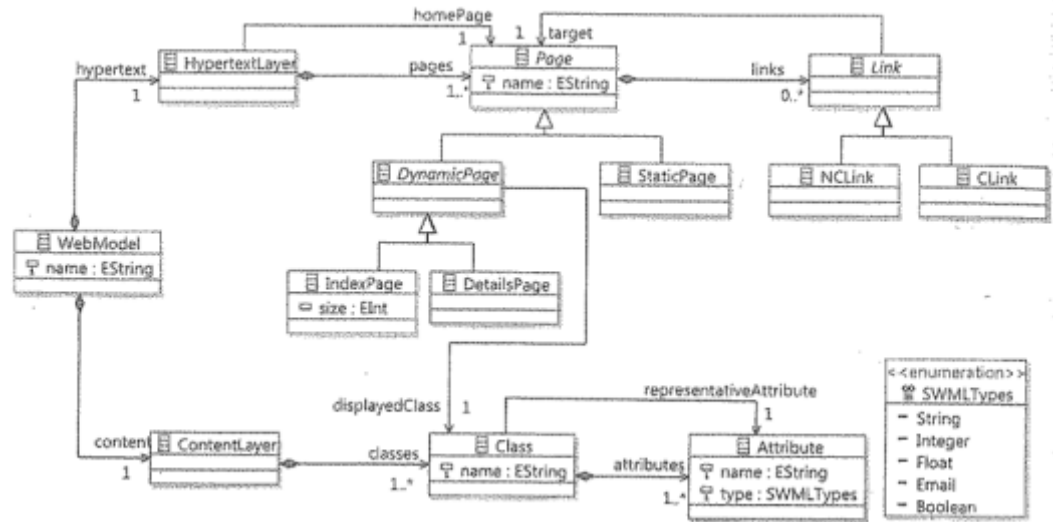 homePage
1
1
target
HypertextLayer
Page
Link
hypertext
1
pages
1..*
name : EString
links
0..*
DynamicPage
StaticPage
NCLink
CLink
WebModel
name : EString
IndexPage
size : EInt
DetailsPage
displayedClass
1
representativeAttribute
1
<<enumeration>>
SWMLTypes
String
Integer
Float
Email
Boolean
content
1
ContentLayer
classes
1..*
Class
name : EString
attributes
1..*
Attribute
name : EString
type : SWMLTypes